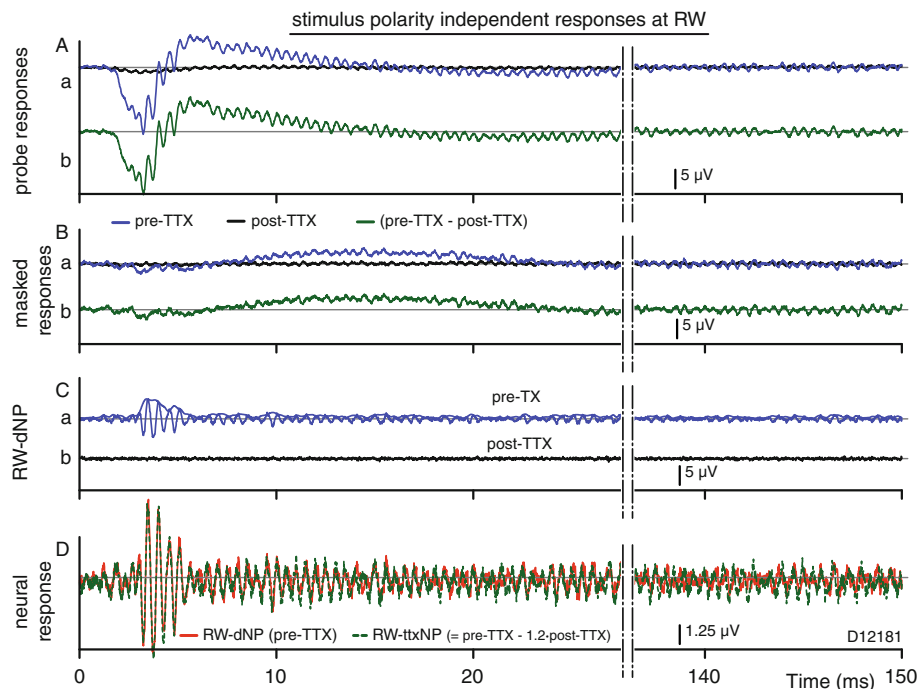 stimulus polarity independent responses at RW
probe responses
A
a
b
5 µV
pre-TTX
post-TTX
(pre-TTX - post-TTX)
masked
responses
B
a
b
5 µV
RW-dNP
C
a
pre-TX
b
post-TTX
5 µV
neural
response
D
RW-dNP (pre-TTX)
RW-ttxNP (= pre-TTX - 1.2·post-TTX)
1.25 µV
D12181
0
10
20
140
150
Time (ms)